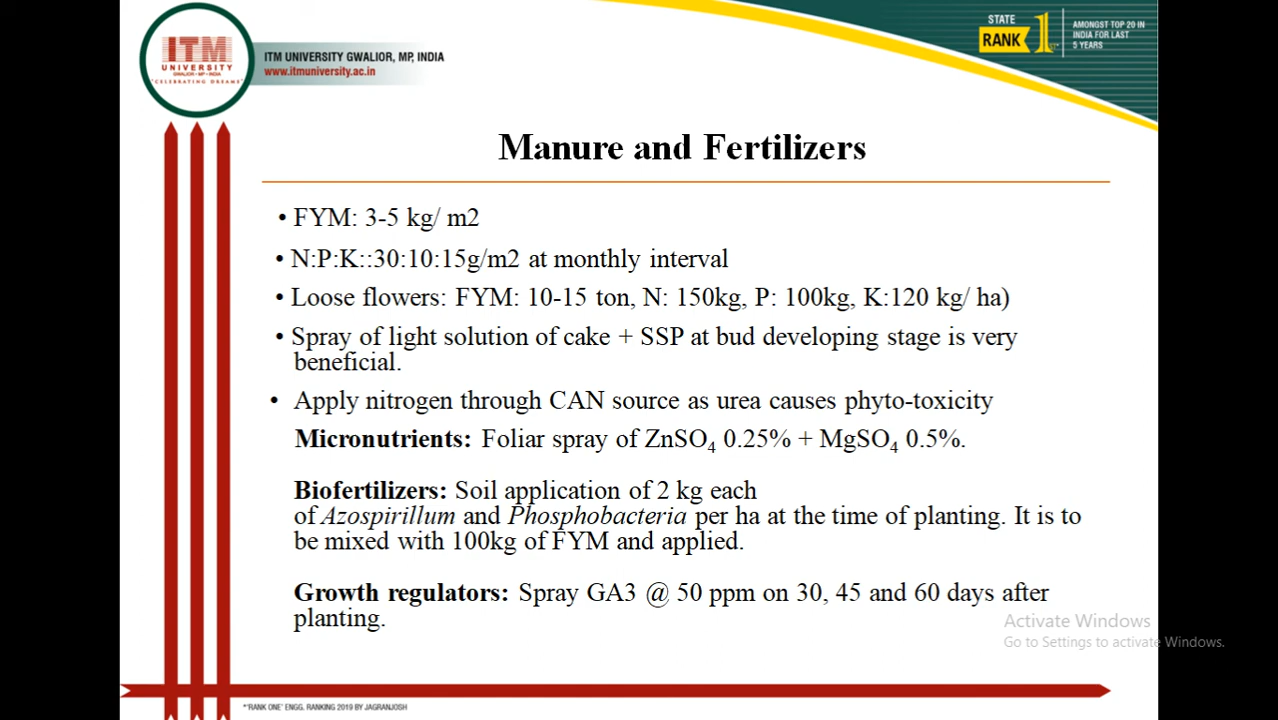 ITM
UNIVERSITY
GWALIOR • MP • INDIA
"CELEBRATING DREAMS"
ITM UNIVERSITY GWALIOR, MP, INDIA
www.itmuniversity.ac.in
STATE
RANK 1st*
AMONGST TOP 20 IN
INDIA FOR LAST
5 YEARS
Manure and Fertilizers
• FYM: 3-5 kg/ m2
• N:P:K::30:10:15g/m2 at monthly interval
• Loose flowers: FYM: 10-15 ton, N: 150kg, P: 100kg, K:120 kg/ ha)
• Spray of light solution of cake + SSP at bud developing stage is very
beneficial.
• Apply nitrogen through CAN source as urea causes phyto-toxicity
Micronutrients: Foliar spray of ZnSO₄ 0.25% + MgSO₄ 0.5%.
Biofertilizers: Soil application of 2 kg each
of Azospirillum and Phosphobacteria per ha at the time of planting. It is to
be mixed with 100kg of FYM and applied.
Growth regulators: Spray GA3 @ 50 ppm on 30, 45 and 60 days after
planting.
Activate Windows
Go to Settings to activate Windows.
*"RANK ONE" ENGG. RANKING 2019 BY JAGRANJOSH